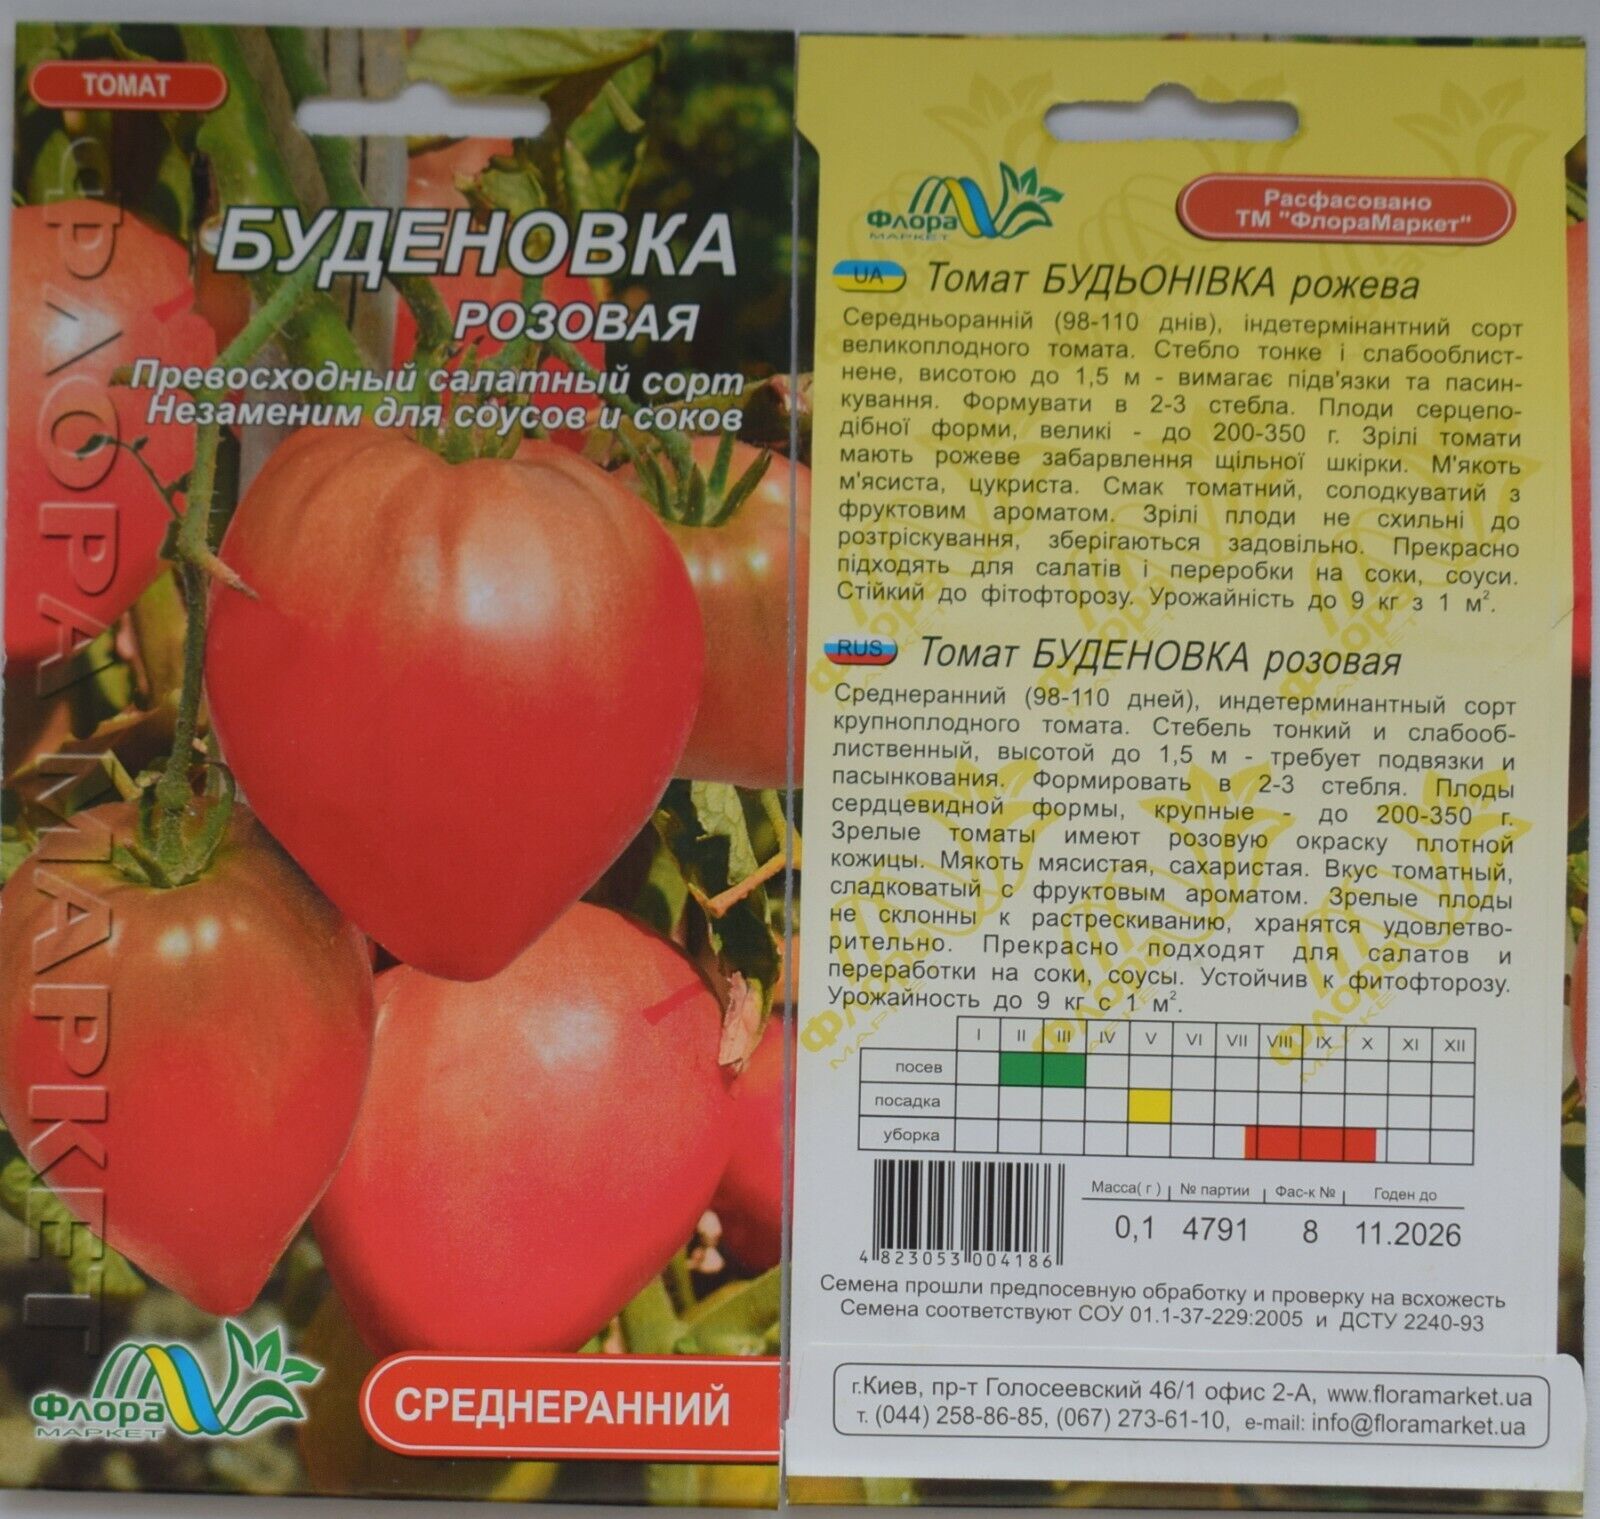 ТОМАТ
БУДЕНОВКА
РОЗОВАЯ
Превосходный салатный сорт
Незаменим для соусов и соков
ФЛОРА МАРКЕТ
Флора
МАРКЕТ
СРЕДНЕРАННИЙ
Флора
МАРКЕТ
Расфасовано
ТМ "ФлораМаркет"
UA Томат БУДЬОНІВКА рожева
Середньоранній (98-110 днів), індетермінантний сорт
великоплодного томата. Стебло тонке і слабооблист-
нене, висотою до 1,5 м - вимагає підв'язки та пасин-
кування. Формувати в 2-3 стебла. Плоди серцепо-
дібної форми, великі - до 200-350 г. Зрілі томати
мають рожеве забарвлення щільної шкірки. М'якоть
м'ясиста, цукриста. Смак томатний, солодкуватий з
фруктовим ароматом. Зрілі плоди не схильні до
розтріскування, зберігаються задовільно. Прекрасно
підходять для салатів і переробки на соки, соуси.
Стійкий до фітофторозу. Урожайність до 9 кг з 1 м².
RUS Томат БУДЕНОВКА розовая
Среднеранний (98-110 дней), индетерминантный сорт
крупноплодного томата. Стебель тонкий и слабооб-
лиственный, высотой до 1,5 м - требует подвязки и
пасынкования. Формировать в 2-3 стебля. Плоды
сердцевидной формы, крупные - до 200-350 г.
Зрелые томаты имеют розовую окраску плотной
кожицы. Мякоть мясистая, сахаристая. Вкус томатный,
сладковатый с фруктовым ароматом. Зрелые плоды
не склонны к растрескиванию, хранятся удовлетво-
рительно. Прекрасно подходят для салатов и
переработки на соки, соусы. Устойчив к фитофторозу.
Урожайность до 9 кг с 1 м².
I II III IV V VI VII VIII IX X XI XII
посев
посадка
уборка
Масса( г ) № партии Фас-к № Годен до
0,1 4791 8 11.2026
4 823053 004186
Семена прошли предпосевную обработку и проверку на всхожесть
Семена соответствуют СОУ 01.1-37-229:2005 и ДСТУ 2240-93
г.Киев, пр-т Голосеевский 46/1 офис 2-А, www.floramarket.ua
т. (044) 258-86-85, (067) 273-61-10, e-mail: info@floramarket.ua